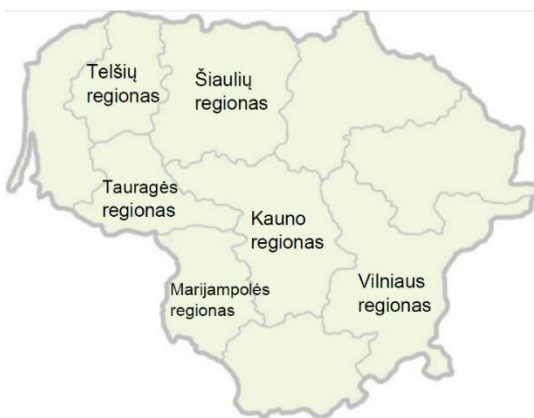 Telšių
regionas
Šiaulių
regionas
Tauragės
regionas
Kauno
regionas
Marijampolės
regionas
Vilniaus
regionas